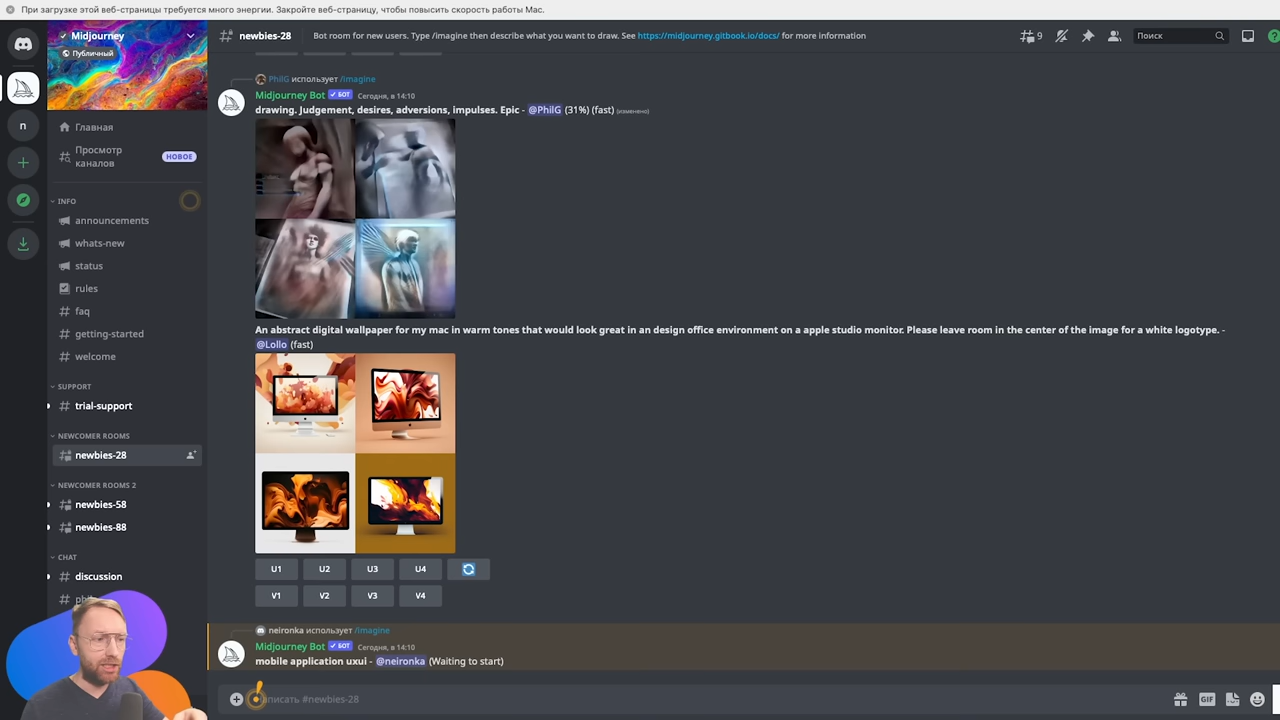 При загрузке этой веб-страницы требуется много энергии. Закройте веб-страницу, чтобы повысить скорость работы Mac.
Midjourney
Публичный
newbies-28
Bot room for new users. Type /imagine then describe what you want to draw. See https://midjourney.gitbook.io/docs/ for more information
9
Поиск
n
Главная
Просмотр каналов
НОВОЕ
INFO
announcements
whats-new
status
rules
faq
getting-started
welcome
SUPPORT
trial-support
NEWCOMER ROOMS
newbies-28
NEWCOMER ROOMS 2
newbies-58
newbies-88
CHAT
discussion
PhilG использует /imagine
Midjourney Bot ✓ БОТ Сегодня, в 14:10
drawing. Judgement, desires, adversions, impulses. Epic - @PhilG (31%) (fast) (изменено)
An abstract digital wallpaper for my mac in warm tones that would look great in an design office environment on a apple studio monitor. Please leave room in the center of the image for a white logotype. -
@Lollo (fast)
U1 U2 U3 U4
V1 V2 V3 V4
neironka использует /imagine
Midjourney Bot ✓ БОТ Сегодня, в 14:10
mobile application uxui - @neironka (Waiting to start)
#newbies-28
GIF